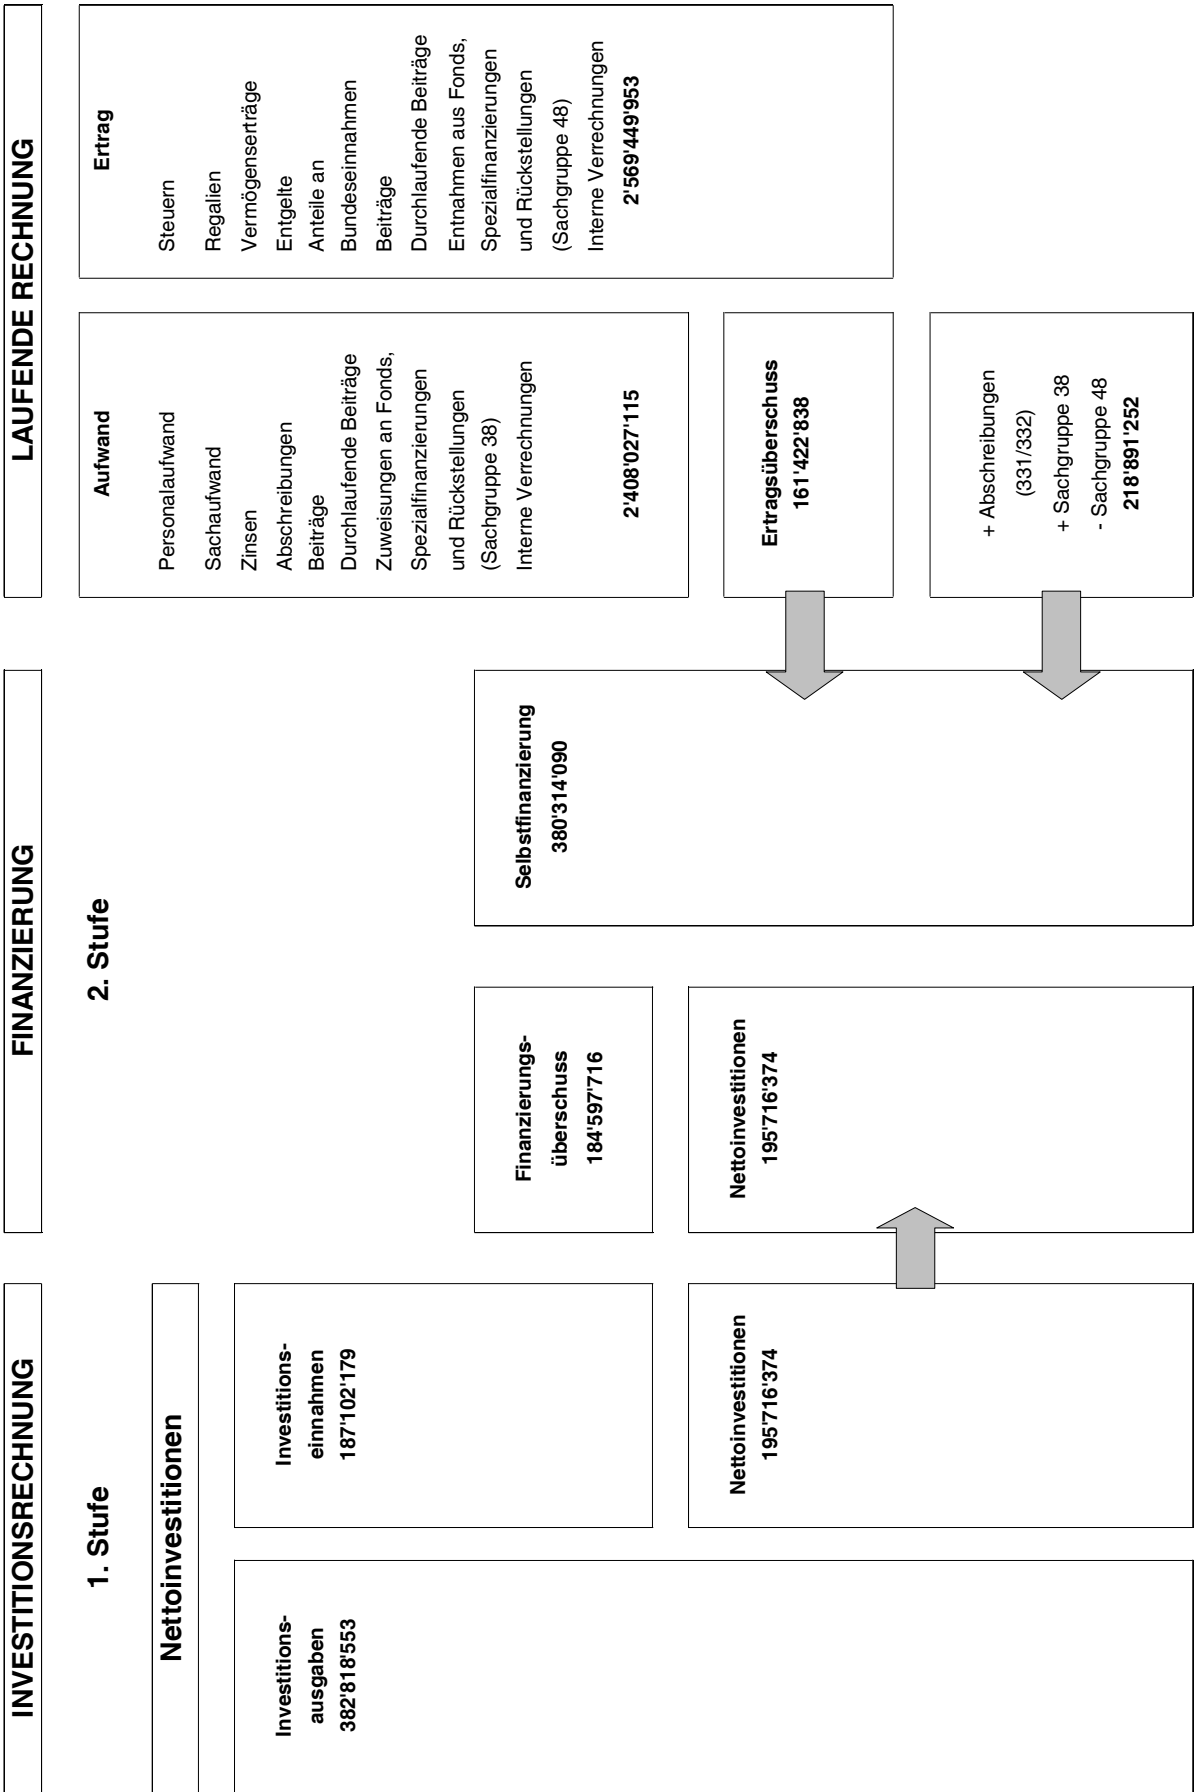 INVESTITIONSRECHNUNG
1. Stufe
Nettoinvestitionen
Investitions-
ausgaben
382'818'553
Investitions-
einnahmen
187'102'179
Nettoinvestitionen
195'716'374
FINANZIERUNG
2. Stufe
Finanzierungs-
überschuss
184'597'716
Nettoinvestitionen
195'716'374
Selbstfinanzierung
380'314'090
LAUFENDE RECHNUNG
Aufwand
Personalaufwand
Sachaufwand
Zinsen
Abschreibungen
Beiträge
Durchlaufende Beiträge
Zuweisungen an Fonds,
Spezialfinanzierungen
und Rückstellungen
(Sachgruppe 38)
Interne Verrechnungen
2'408'027'115
Ertragsüberschuss
161'422'838
+ Abschreibungen
(331/332)
+ Sachgruppe 38
- Sachgruppe 48
218'891'252
Ertrag
Steuern
Regalien
Vermögenserträge
Entgelte
Anteile an
Bundeseinnahmen
Beiträge
Durchlaufende Beiträge
Entnahmen aus Fonds,
Spezialfinanzierungen
und Rückstellungen
(Sachgruppe 48)
Interne Verrechnungen
2'569'449'953